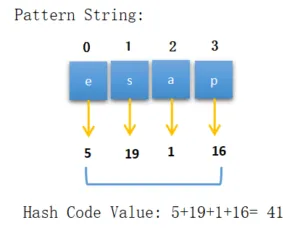 Pattern String:
0 1 2 3
e s a p
5 19 1 16
Hash Code Value: 5+19+1+16= 41